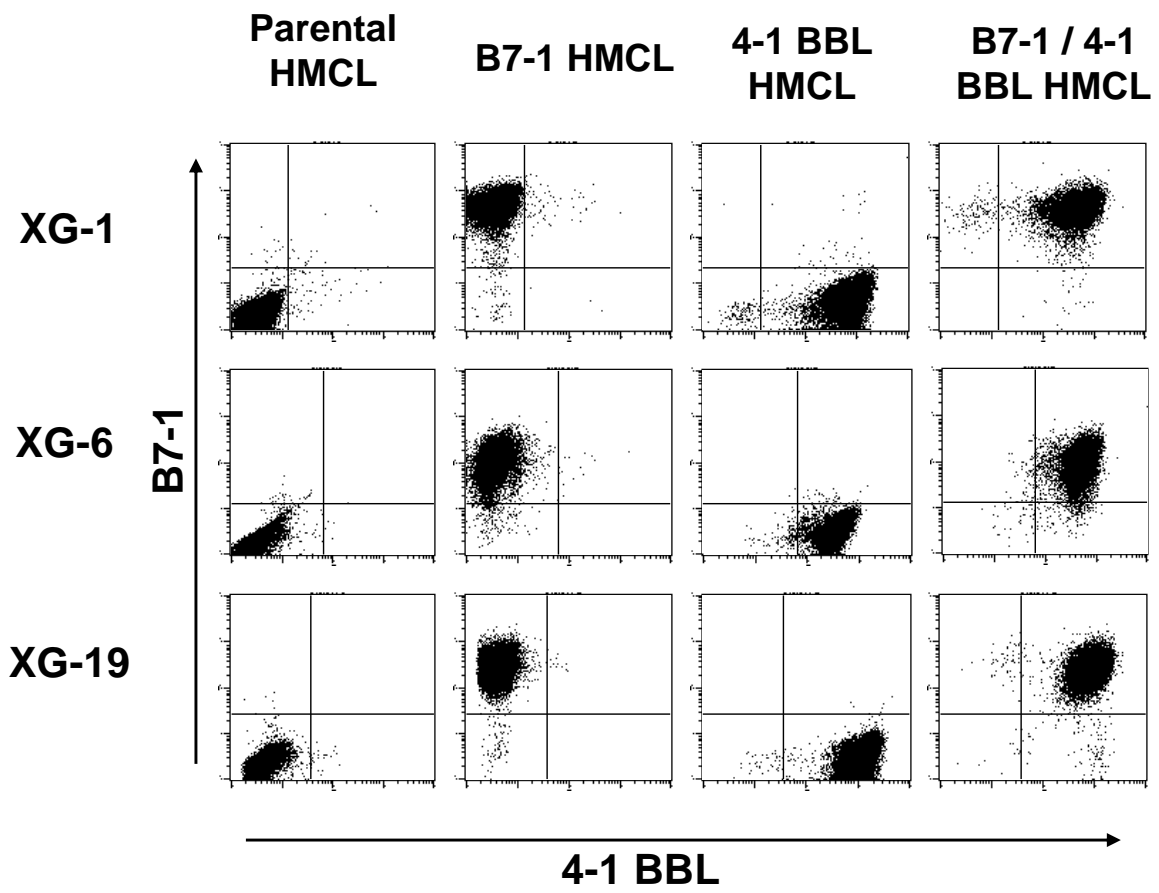 Parental
HMCL
B7-1 HMCL
4-1 BBL
HMCL
B7-1 / 4-1
BBL HMCL
XG-1
XG-6
XG-19
B7-1
4-1 BBL